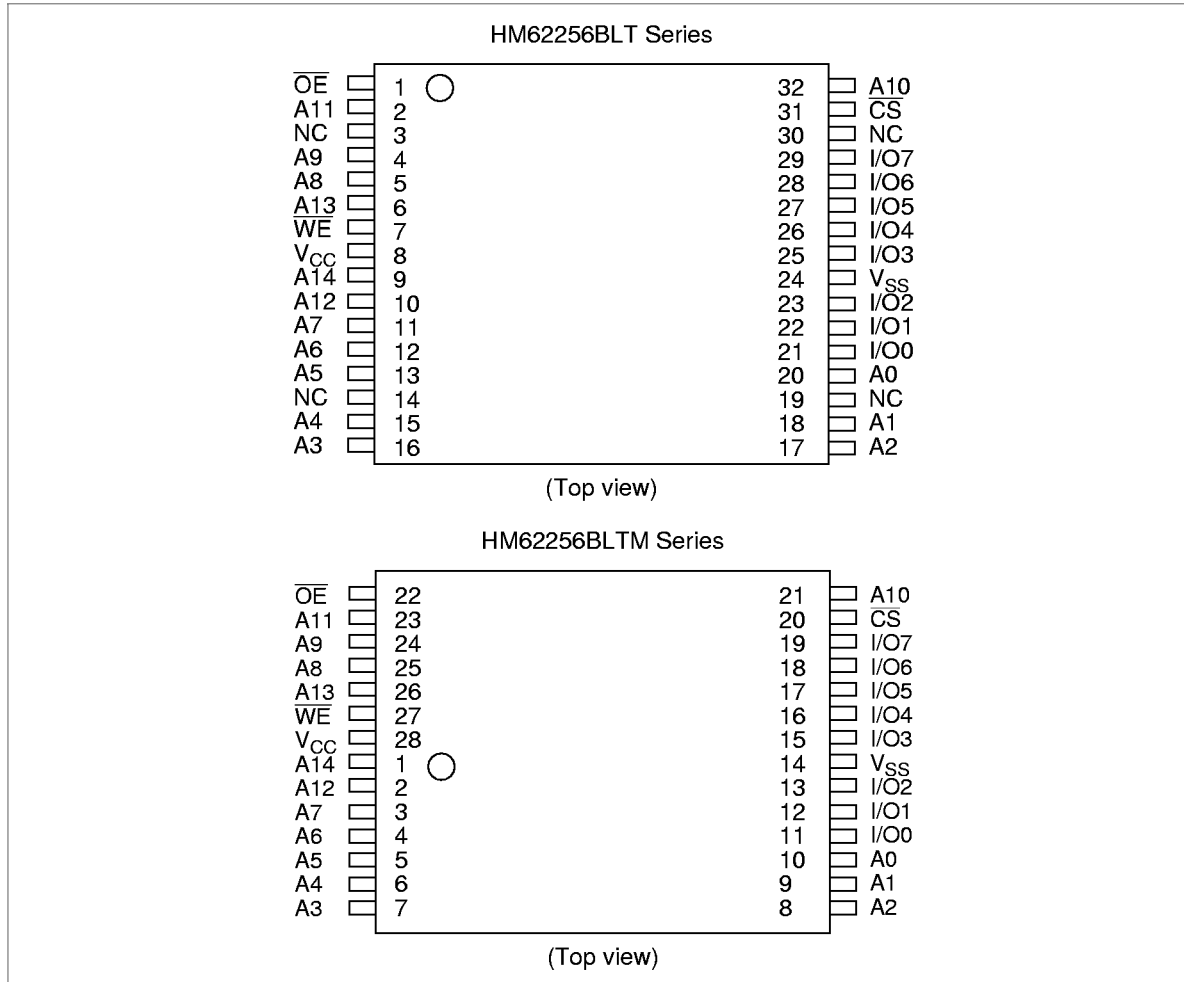 HM62256BLT Series
OE 1 32 A10
A11 2 31 CS
NC 3 30 NC
A9 4 29 I/O7
A8 5 28 I/O6
A13 6 27 I/O5
WE 7 26 I/O4
VCC 8 25 I/O3
A14 9 24 VSS
A12 10 23 I/O2
A7 11 22 I/O1
A6 12 21 I/O0
A5 13 20 A0
NC 14 19 NC
A4 15 18 A1
A3 16 17 A2
(Top view)
HM62256BLTM Series
OE 22 21 A10
A11 23 20 CS
A9 24 19 I/O7
A8 25 18 I/O6
A13 26 17 I/O5
WE 27 16 I/O4
VCC 28 15 I/O3
A14 1 14 VSS
A12 2 13 I/O2
A7 3 12 I/O1
A6 4 11 I/O0
A5 5 10 A0
A4 6 9 A1
A3 7 8 A2
(Top view)